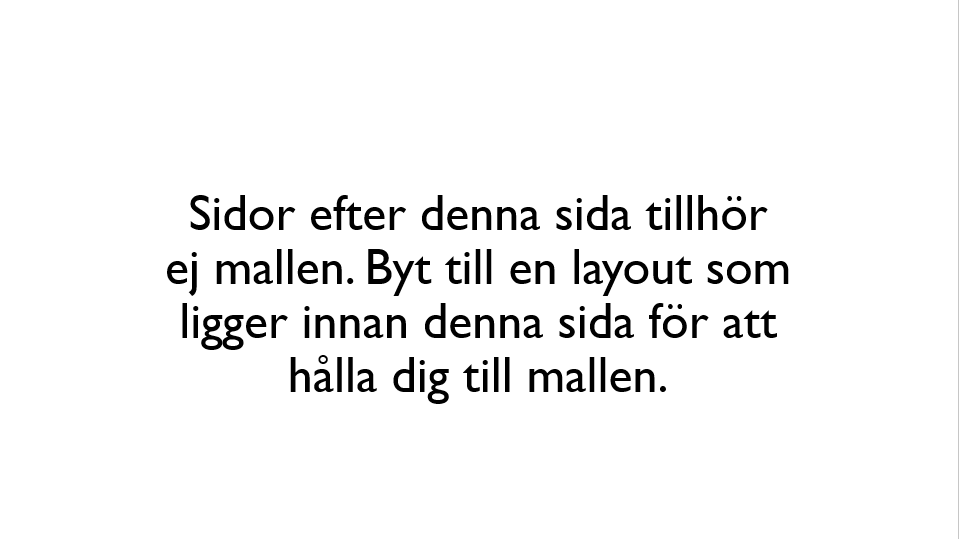 Sidor efter denna sida tillhör
ej mallen. Byt till en layout som
ligger innan denna sida för att
hålla dig till mallen.